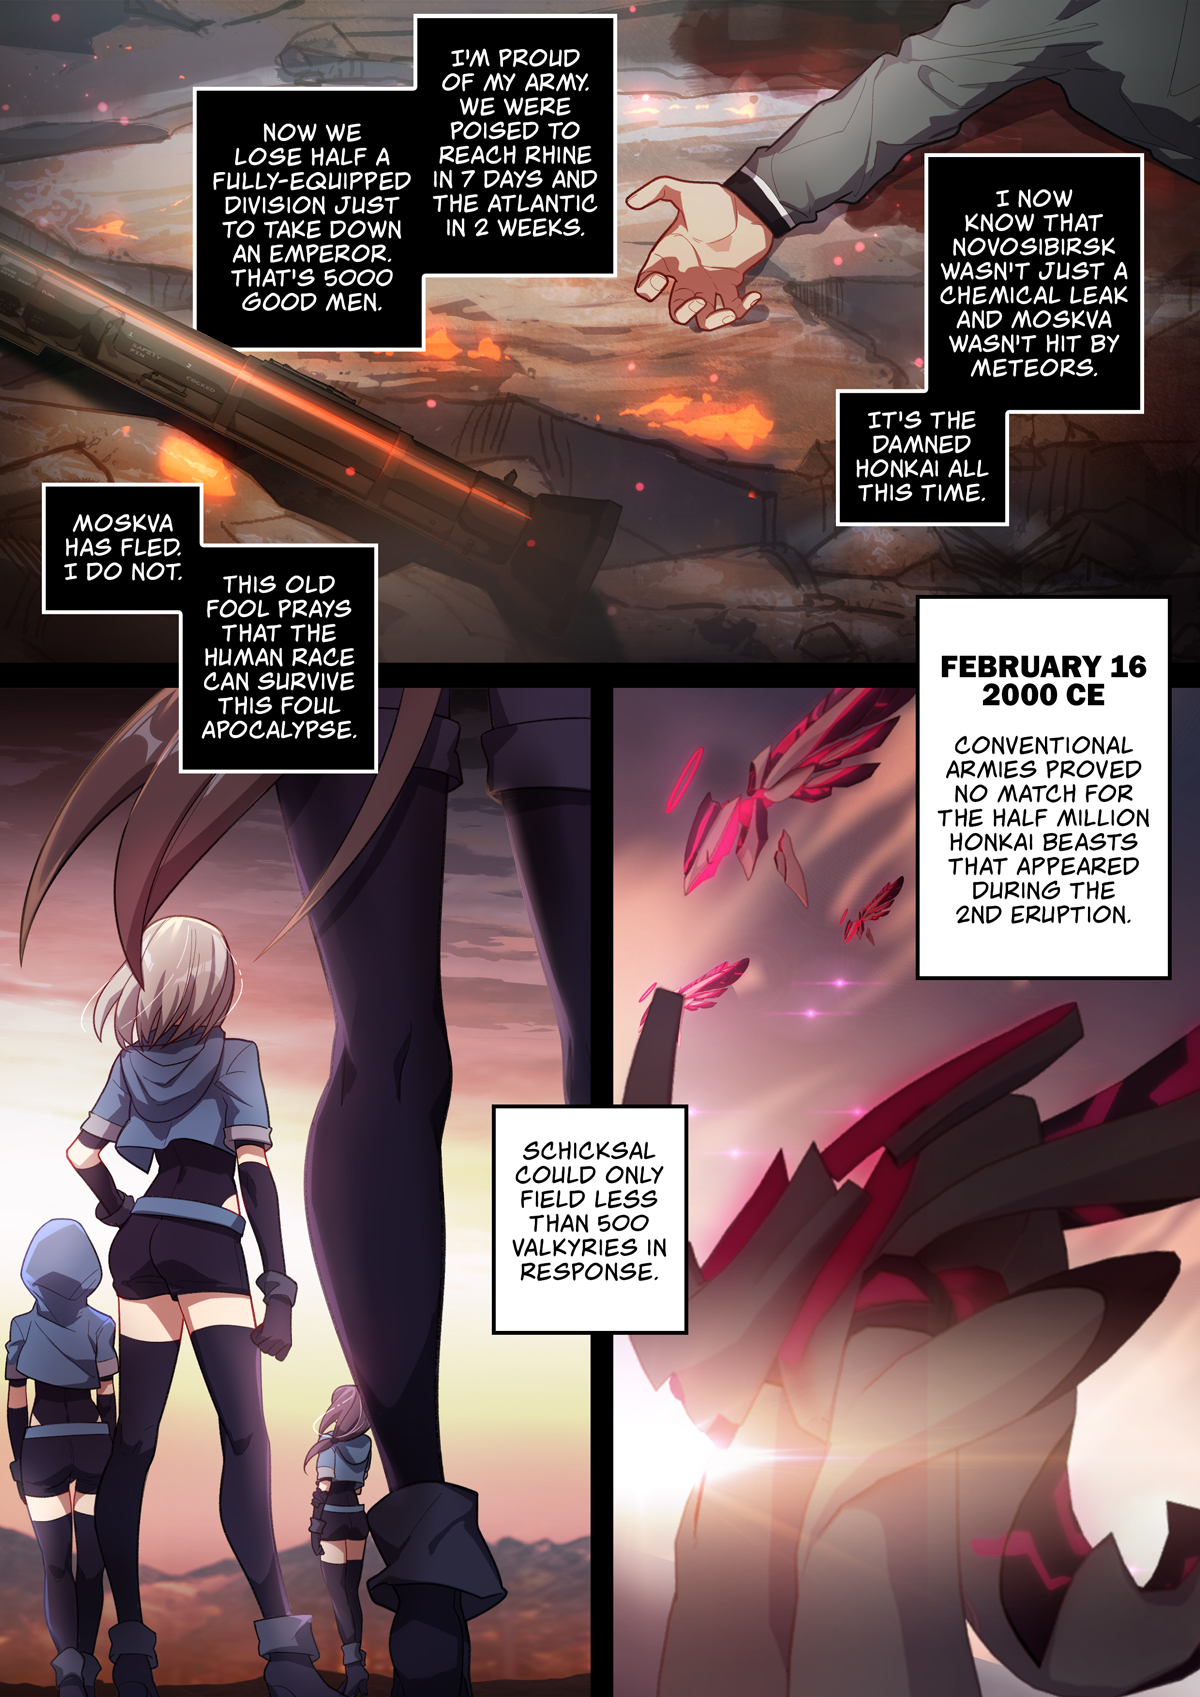 I NOW
KNOW THAT
NOVOSIBIRSK
WASN'T JUST A
CHEMICAL LEAK
AND MOSKVA
WASN'T HIT BY
METEORS.
IT'S THE
DAMNED
HONKAI ALL
THIS TIME.
I'M PROUD
OF MY ARMY.
WE WERE
POISED TO
REACH RHINE
IN 7 DAYS AND
THE ATLANTIC
IN 2 WEEKS.
NOW WE
LOSE HALF A
FULLY-EQUIPPED
DIVISION JUST
TO TAKE DOWN
AN EMPEROR.
THAT'S 5000
GOOD MEN.
SAFETY
PIN
MOSKVA
HAS FLED.
I DO NOT.
THIS OLD
FOOL PRAYS
THAT THE
HUMAN RACE
CAN SURVIVE
THIS FOUL
APOCALYPSE.
FEBRUARY 16
2000 CE
CONVENTIONAL
ARMIES PROVED
NO MATCH FOR
THE HALF MILLION
HONKAI BEASTS
THAT APPEARED
DURING THE
2ND ERUPTION.
SCHICKSAL
COULD ONLY
FIELD LESS
THAN 500
VALKYRIES IN
RESPONSE.